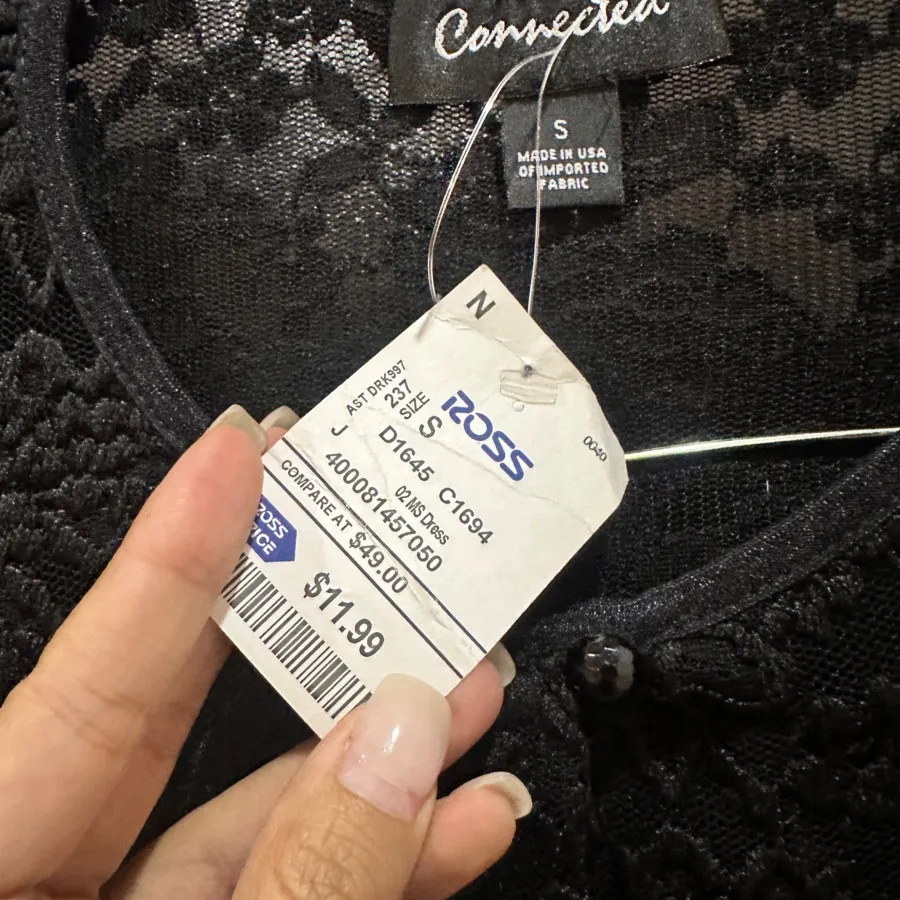 Connected
S
MADE IN USA
OF IMPORTED
FABRIC
N
ROSS
0040
AST DRK997
237
SIZE
S
J
D1645 C1694
02 MS Dress
400081457050
COMPARE AT $49.00
ROSS
$11.99